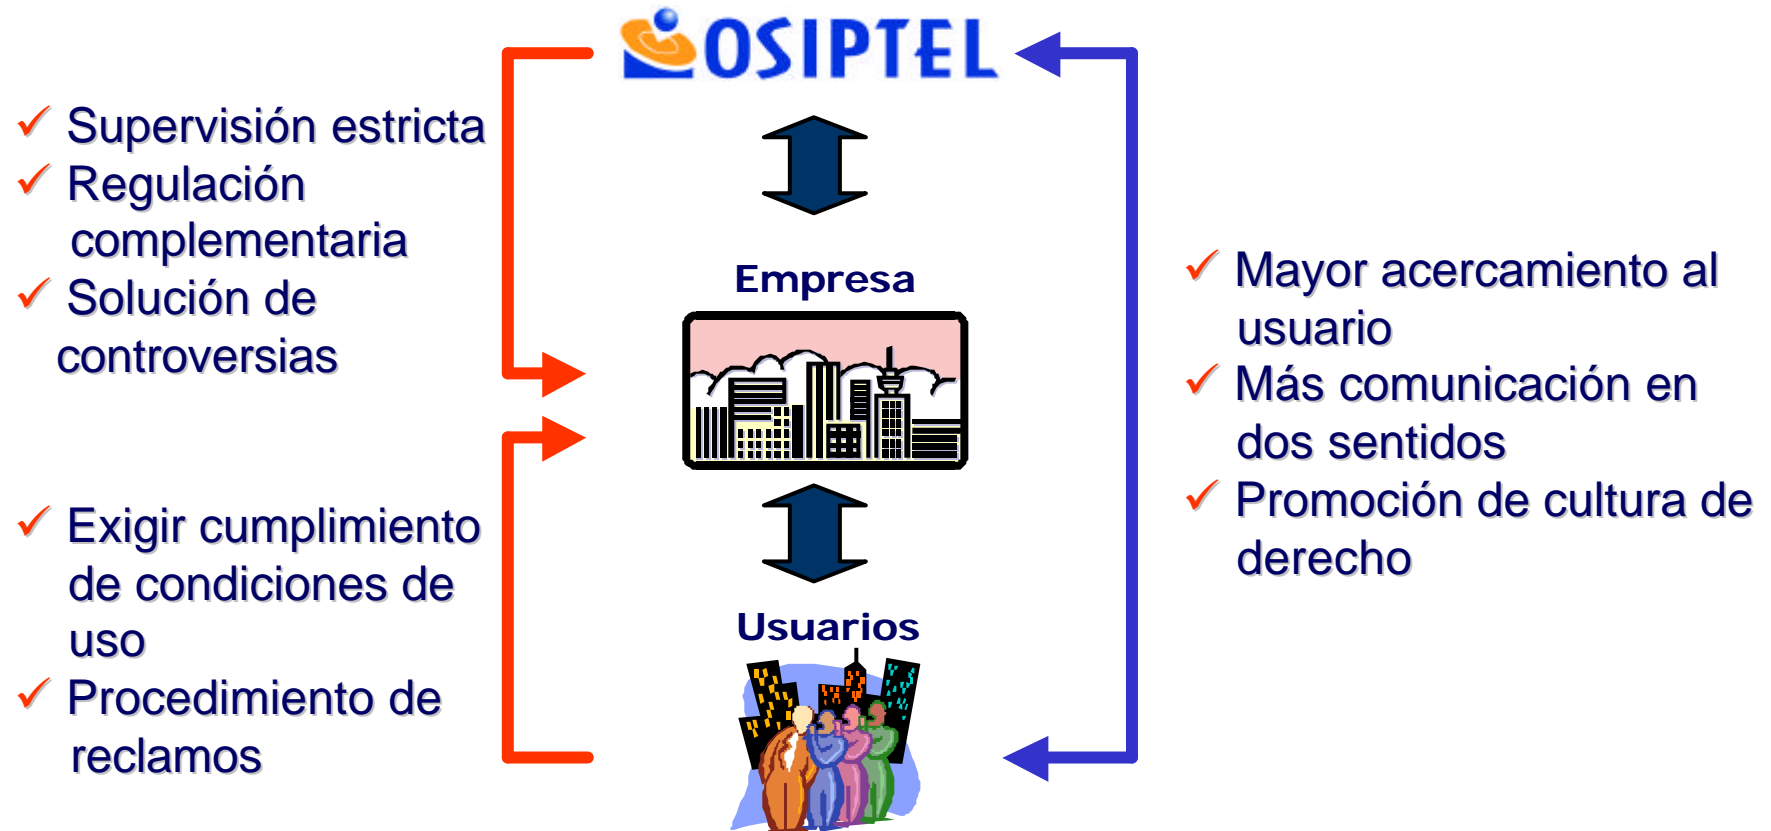 OSIPTEL
✓ Supervisión estricta
✓ Regulación
complementaria
✓ Solución de
controversias
✓ Exigir cumplimiento
de condiciones de
uso
✓ Procedimiento de
reclamos
Empresa
Usuarios
✓ Mayor acercamiento al
usuario
✓ Más comunicación en
dos sentidos
✓ Promoción de cultura de
derecho